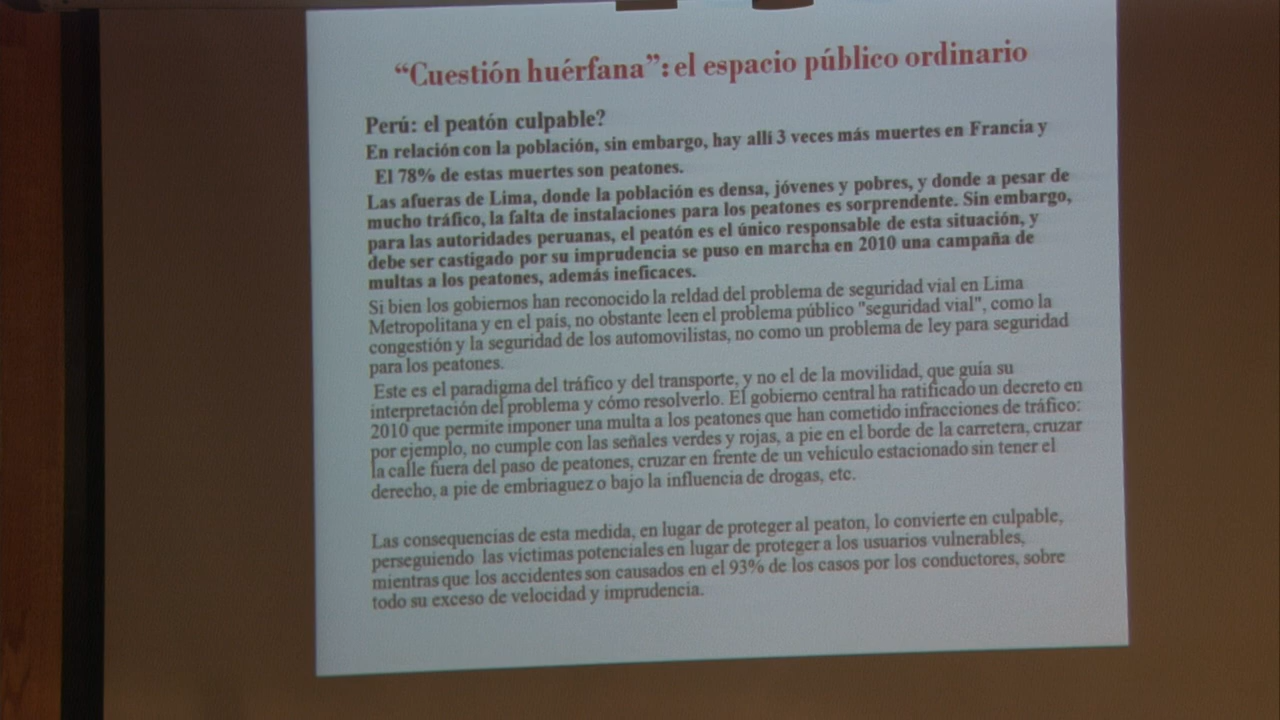 “Cuestión huérfana”: el espacio público ordinario
Perú: el peatón culpable?
En relación con la población, sin embargo, hay allí 3 veces más muertes en Francia y
El 78% de estas muertes son peatones.
Las afueras de Lima, donde la población es densa, jóvenes y pobres, y donde a pesar de
mucho tráfico, la falta de instalaciones para los peatones es sorprendente. Sin embargo,
para las autoridades peruanas, el peatón es el único responsable de esta situación, y
debe ser castigado por su imprudencia se puso en marcha en 2010 una campaña de
multas a los peatones, además ineficaces.
Si bien los gobiernos han reconocido la reldad del problema de seguridad vial en Lima
Metropolitana y en el país, no obstante leen el problema público "seguridad vial", como la
congestión y la seguridad de los automovilistas, no como un problema de ley para seguridad
para los peatones.
Este es el paradigma del tráfico y del transporte, y no el de la movilidad, que guía su
interpretación del problema y cómo resolverlo. El gobierno central ha ratificado un decreto en
2010 que permite imponer una multa a los peatones que han cometido infracciones de tráfico:
por ejemplo, no cumple con las señales verdes y rojas, a pie en el borde de la carretera, cruzar
la calle fuera del paso de peatones, cruzar en frente de un vehículo estacionado sin tener el
derecho, a pie de embriaguez o bajo la influencia de drogas, etc.
Las consequencias de esta medida, en lugar de proteger al peaton, lo convierte en culpable,
perseguiendo las víctimas potenciales en lugar de proteger a los usuarios vulnerables,
mientras que los accidentes son causados en el 93% de los casos por los conductores, sobre
todo su exceso de velocidad y imprudencia.